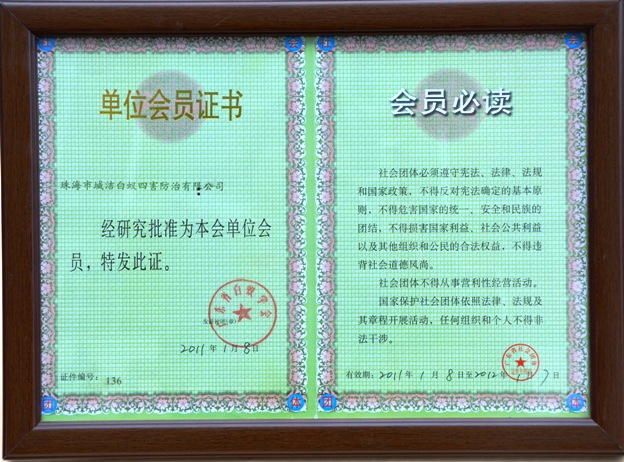 单位会员证书
珠海市城洁白蚁四害防治有限公司
经研究批准为本会单位会
员，特发此证。
广东省白蚁学会
2011年1月8日
证件编号：136
会员必读
社会团体必须遵守宪法、法律、法规
和国家政策，不得反对宪法确定的基本原
则，不得危害国家的统一、安全和民族的
团结，不得损害国家利益、社会公共利益
以及其他组织和公民的合法权益，不得违
背社会道德风尚。
社会团体不得从事营利性经营活动。
国家保护社会团体依照法律、法规及
其章程开展活动，任何组织和个人不得非
法干涉。
有效期：2011年1月8日至2012年1月7日